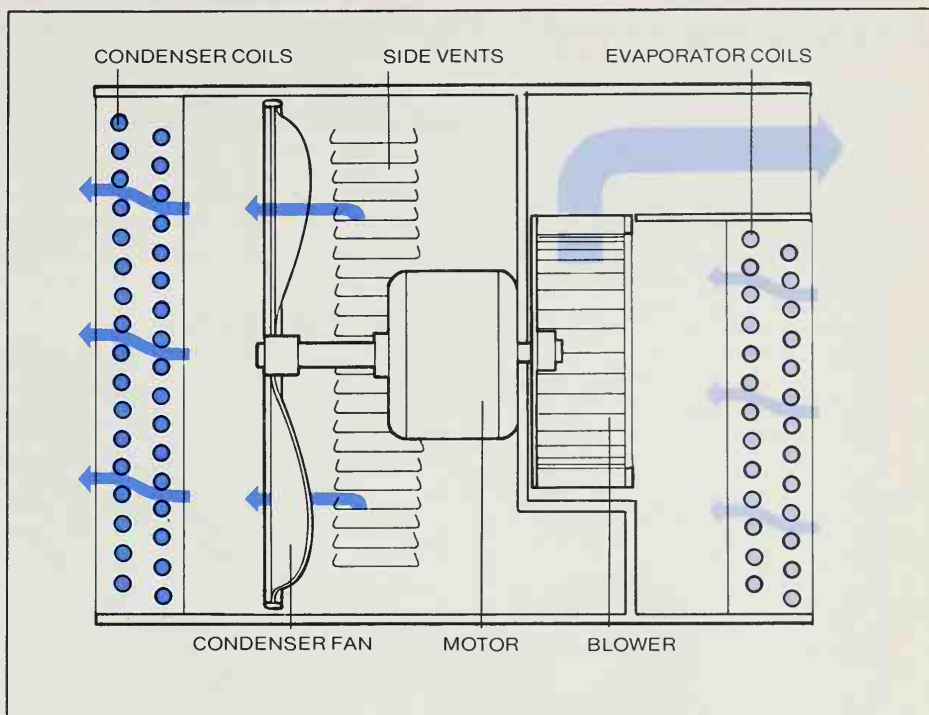 CONDENSER COILS
SIDE VENTS
EVAPORATOR COILS
CONDENSER FAN
MOTOR
BLOWER